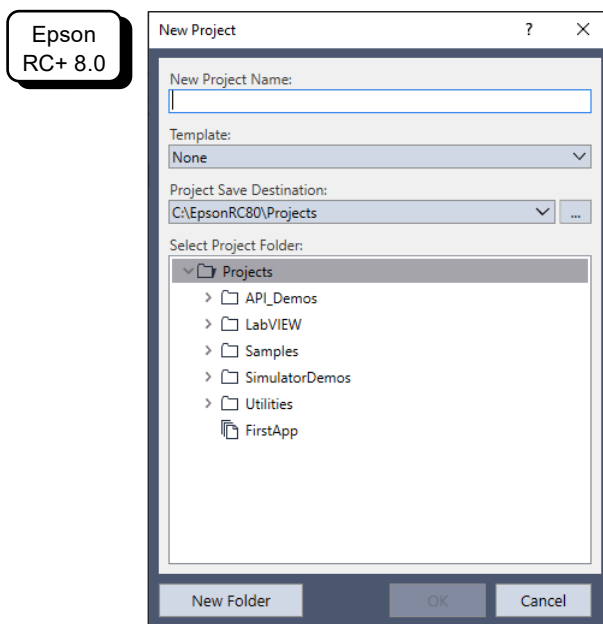 Epson
RC+ 8.0
New Project
?
New Project Name:
Template:
None
Project Save Destination:
C:\EpsonRC80\Projects
...
Select Project Folder:
Projects
API_Demos
LabVIEW
Samples
SimulatorDemos
Utilities
FirstApp
New Folder
OK
Cancel